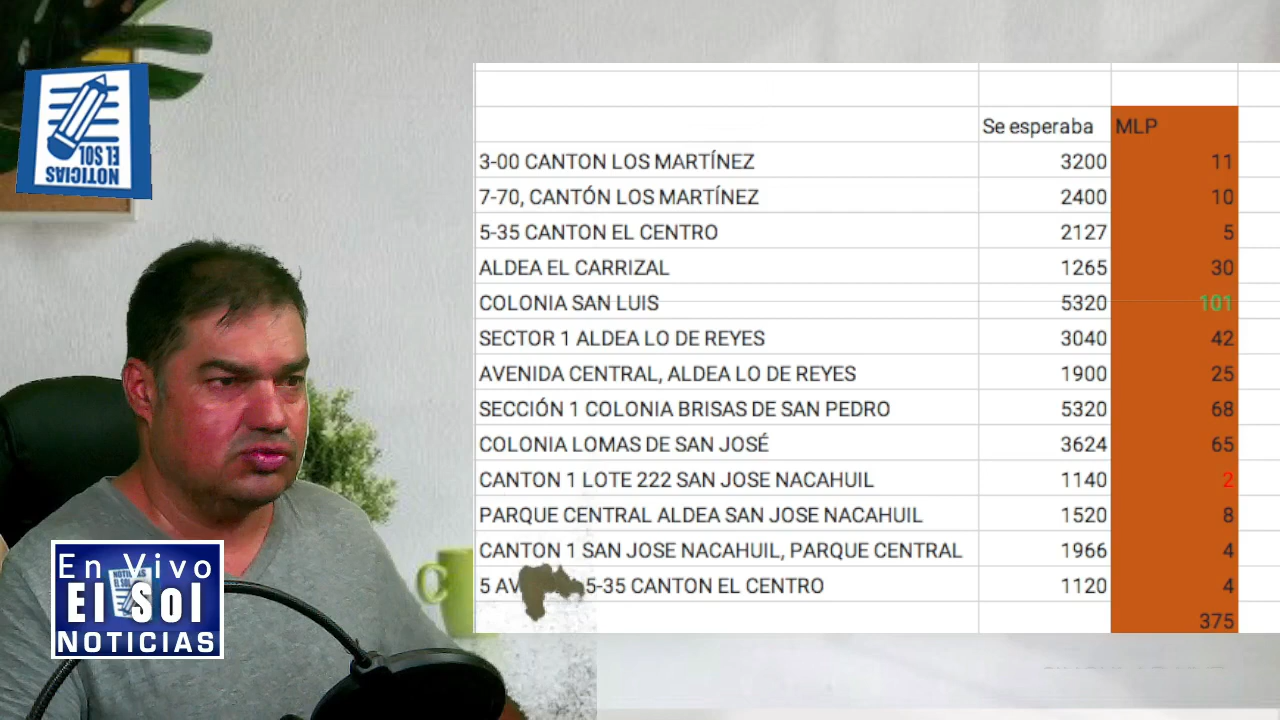 NOTICIAS
EL SOL
Se esperaba MLP
3-00 CANTON LOS MARTÍNEZ 3200 11
7-70, CANTÓN LOS MARTÍNEZ 2400 10
5-35 CANTON EL CENTRO 2127 5
ALDEA EL CARRIZAL 1265 30
COLONIA SAN LUIS 5320 101
SECTOR 1 ALDEA LO DE REYES 3040 42
AVENIDA CENTRAL, ALDEA LO DE REYES 1900 25
SECCIÓN 1 COLONIA BRISAS DE SAN PEDRO 5320 68
COLONIA LOMAS DE SAN JOSÉ 3624 65
CANTON 1 LOTE 222 SAN JOSE NACAHUIL 1140 2
PARQUE CENTRAL ALDEA SAN JOSE NACAHUIL 1520 8
CANTON 1 SAN JOSE NACAHUIL, PARQUE CENTRAL 1966 4
5 AV 5-35 CANTON EL CENTRO 1120 4
375
En Vivo
El Sol
NOTICIAS